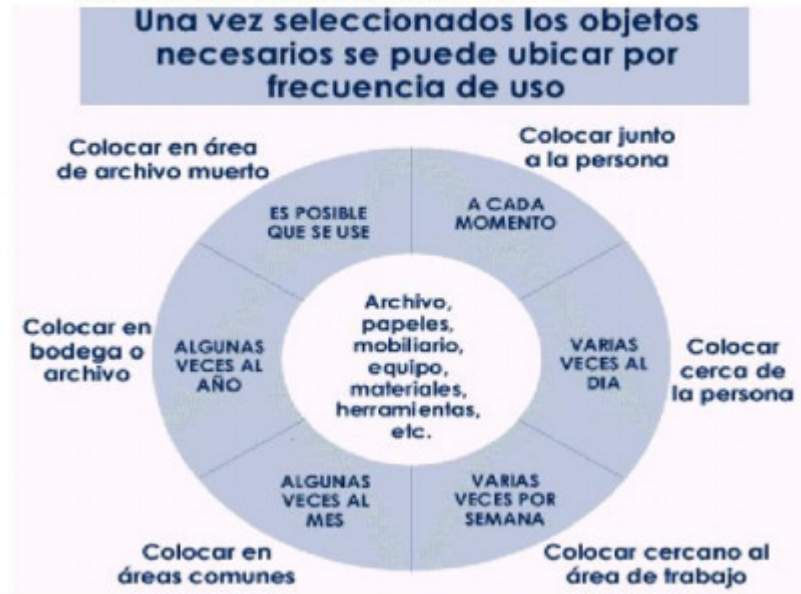 Una vez seleccionados los objetos
necesarios se puede ubicar por
frecuencia de uso
Colocar junto
a la persona
A CADA
MOMENTO
Colocar
cerca de
la persona
VARIAS
VECES AL
DIA
Colocar cercano al
área de trabajo
VARIAS
VECES POR
SEMANA
Colocar en
áreas comunes
ALGUNAS
VECES AL
MES
Colocar en
bodega o
archivo
ALGUNAS
VECES AL
AÑO
Colocar en área
de archivo muerto
ES POSIBLE
QUE SE USE
Archivo,
papeles,
mobiliario,
equipo,
materiales,
herramientas,
etc.